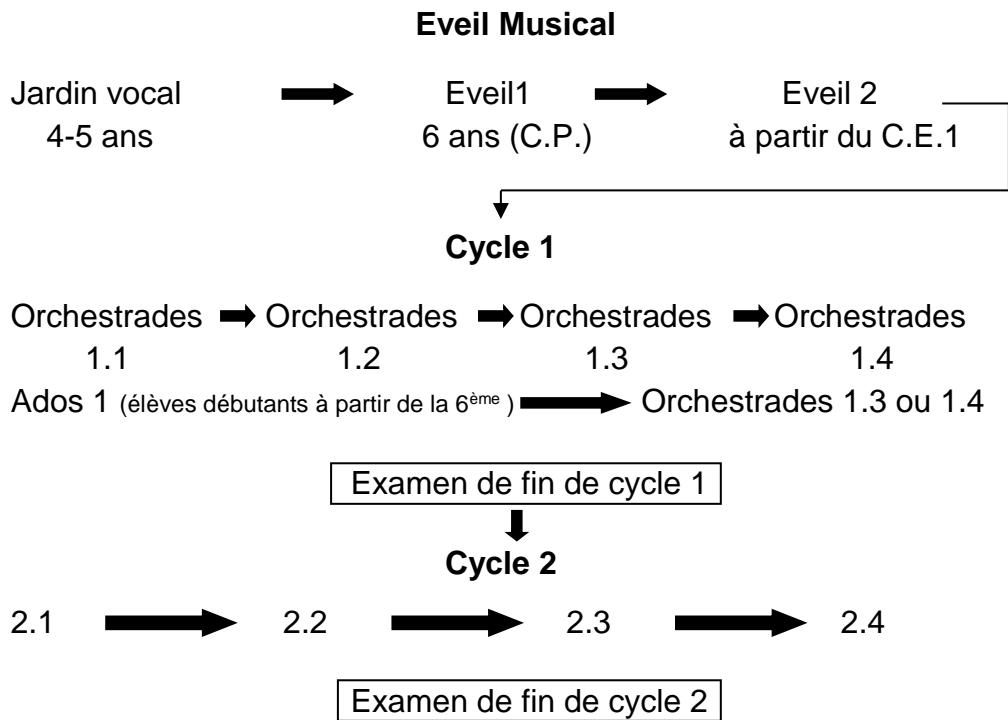 Eveil Musical
Jardin vocal Eveil1 Eveil 2
4-5 ans 6 ans (C.P.) à partir du C.E.1
Cycle 1
Orchestrades Orchestrades Orchestrades Orchestrades
1.1 1.2 1.3 1.4
Ados 1 (élèves débutants à partir de la 6ème ) Orchestrades 1.3 ou 1.4
Examen de fin de cycle 1
Cycle 2
2.1 2.2 2.3 2.4
Examen de fin de cycle 2